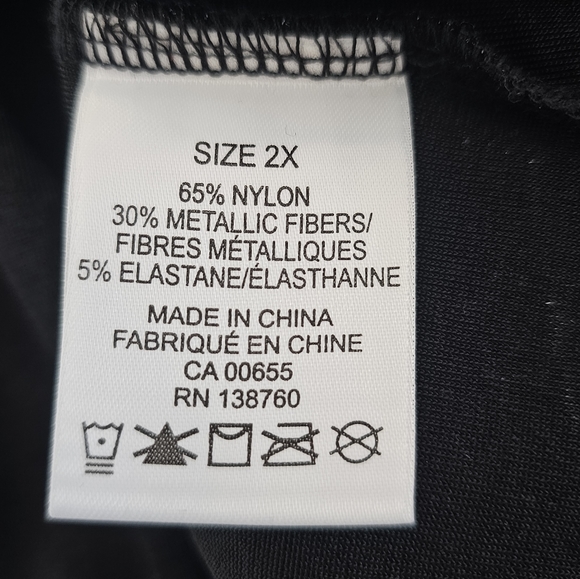 SIZE 2X
65% NYLON
30% METALLIC FIBERS/
FIBRES MÉTALLIQUES
5% ELASTANE/ÉLASTHANNE
MADE IN CHINA
FABRIQUÉ EN CHINE
CA 00655
RN 138760